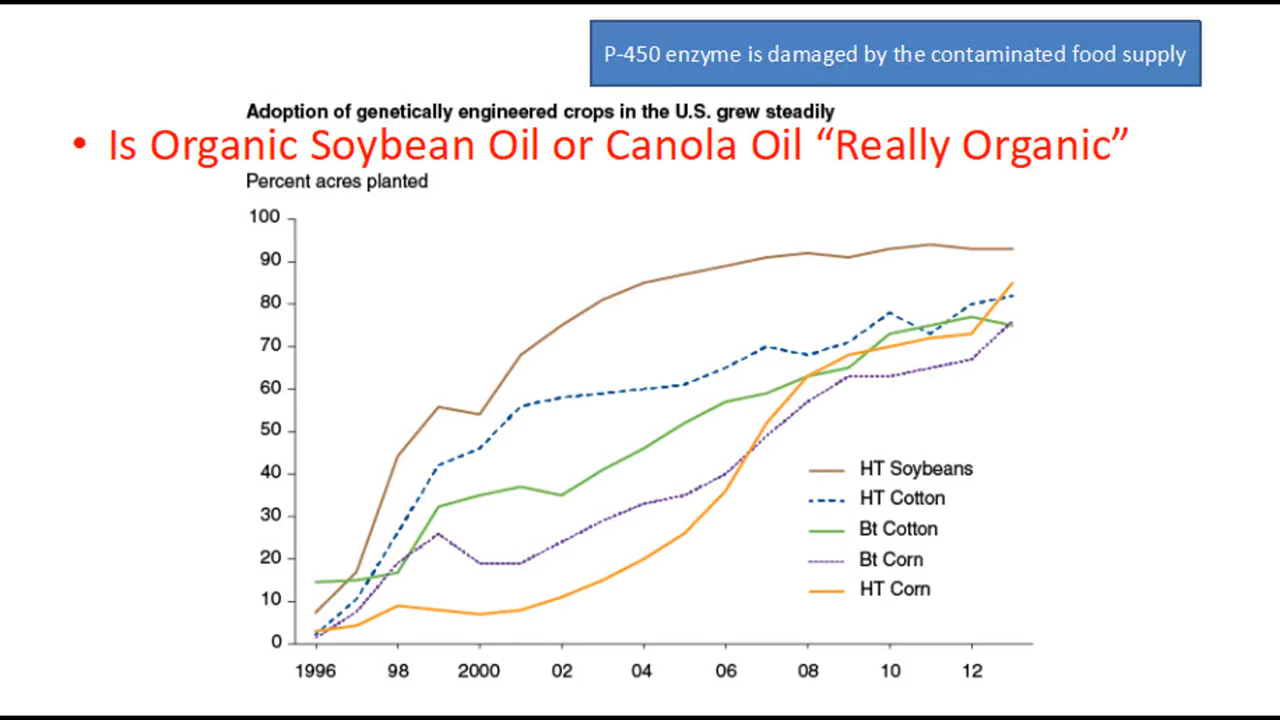 P-450 enzyme is damaged by the contaminated food supply
Adoption of genetically engineered crops in the U.S. grew steadily
• Is Organic Soybean Oil or Canola Oil “Really Organic”
Percent acres planted
100
90
80
70
60
50
40
30
20
10
0
HT Soybeans
HT Cotton
Bt Cotton
Bt Corn
HT Corn
1996 98 2000 02 04 06 08 10 12